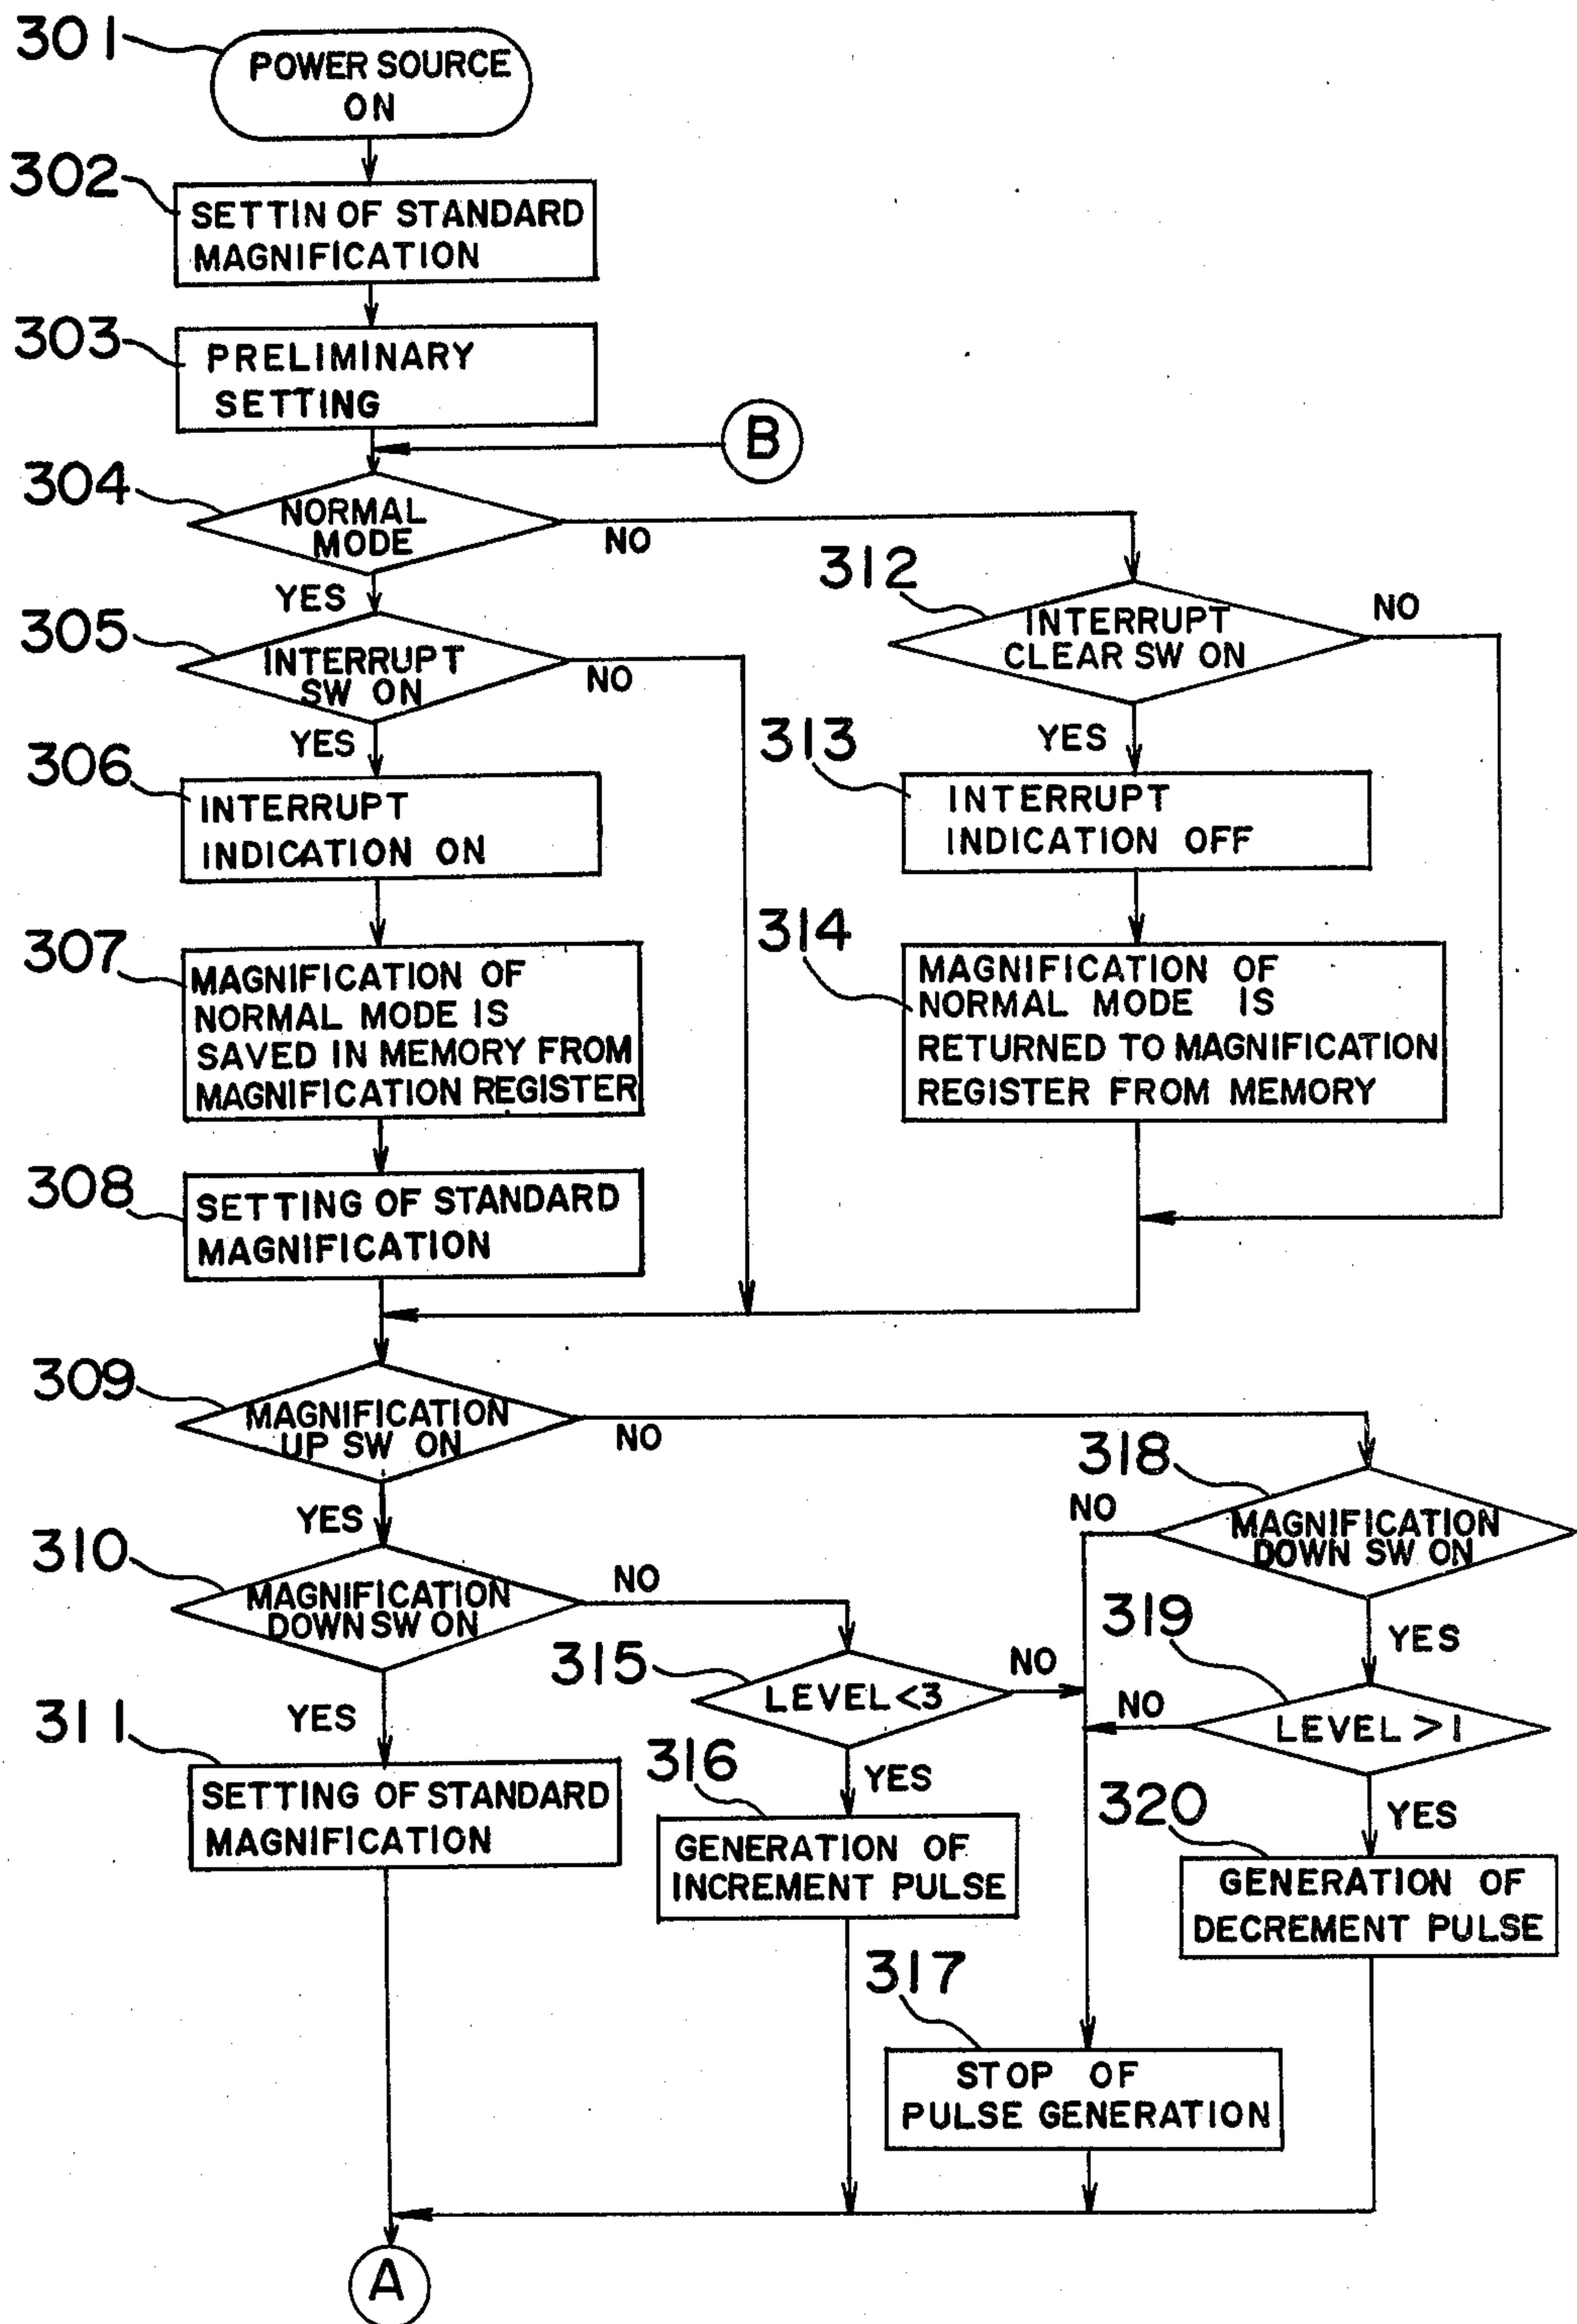 301
POWER SOURCE
ON
302
SETTIN OF STANDARD
MAGNIFICATION
303
PRELIMINARY
SETTING
B
304
NORMAL
MODE
NO
YES
312
INTERRUPT
CLEAR SW ON
NO
305
INTERRUPT
SW ON
NO
YES
YES
306
INTERRUPT
INDICATION ON
313
INTERRUPT
INDICATION OFF
307
MAGNIFICATION OF
NORMAL MODE IS
SAVED IN MEMORY FROM
MAGNIFICATION REGISTER
314
MAGNIFICATION OF
NORMAL MODE IS
RETURNED TO MAGNIFICATION
REGISTER FROM MEMORY
308
SETTING OF STANDARD
MAGNIFICATION
309
MAGNIFICATION
UP SW ON
NO
YES
318
NO
MAGNIFICATION
DOWN SW ON
YES
310
MAGNIFICATION
DOWN SW ON
NO
YES
315
LEVEL<3
NO
YES
319
NO
LEVEL>1
YES
311
SETTING OF STANDARD
MAGNIFICATION
316
GENERATION OF
INCREMENT PULSE
320
GENERATION OF
DECREMENT PULSE
317
STOP OF
PULSE GENERATION
A